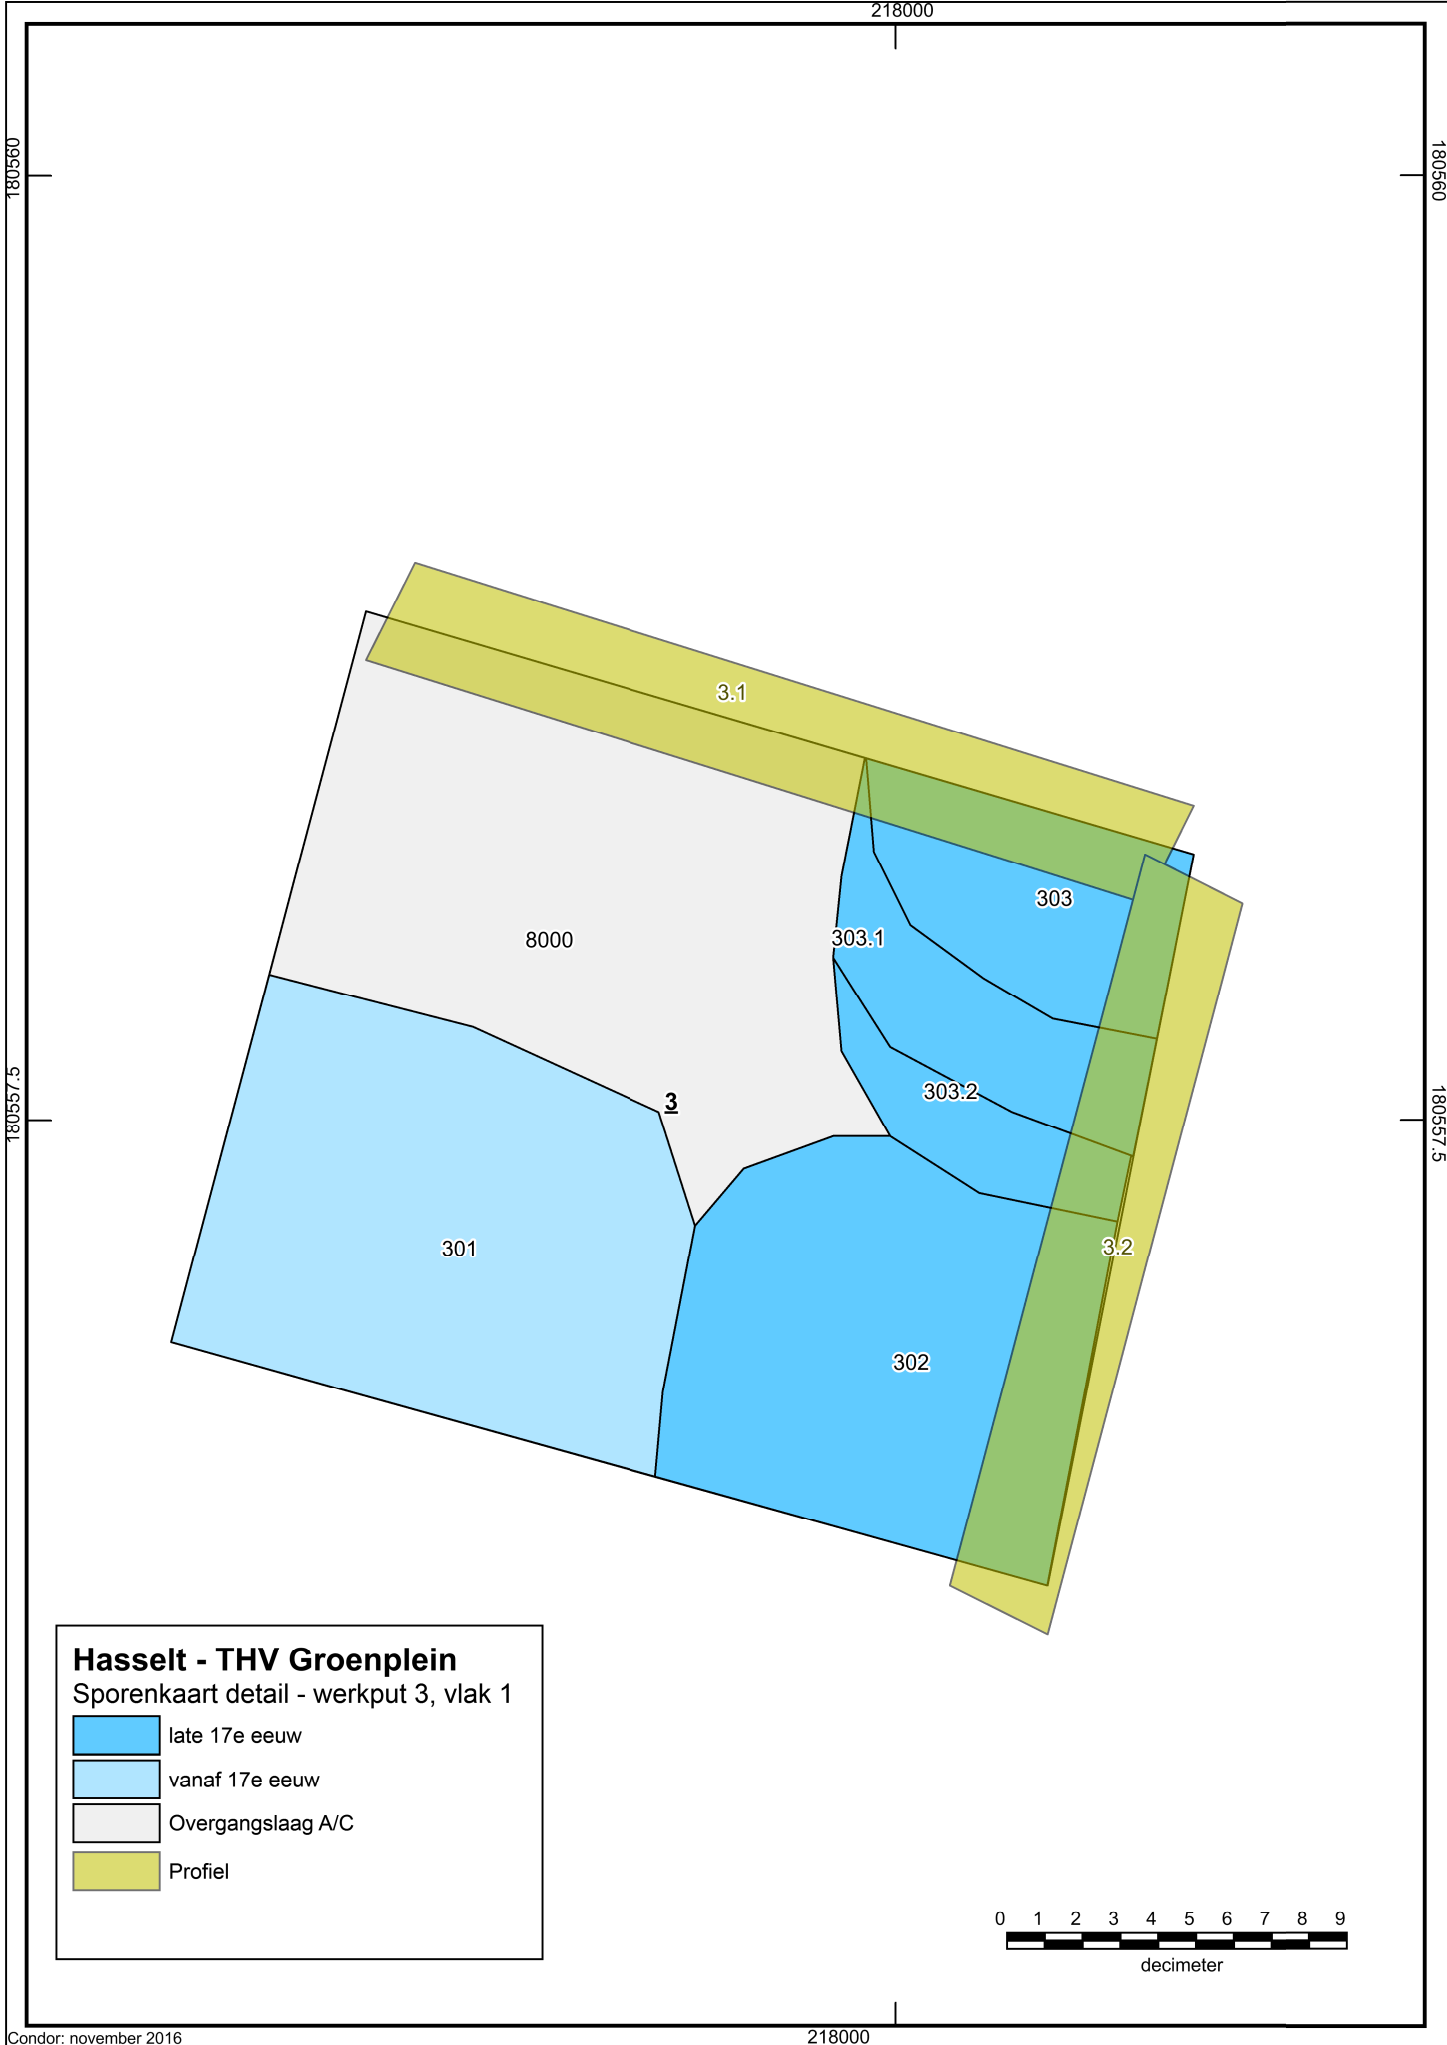 218000
180560
180560
3.1
303
303.1
8000
180557.5
3
303.2
180557.5
301
3.2
302
Hasselt - THV Groenplein
Sporenkaart detail - werkput 3, vlak 1
late 17e eeuw
vanaf 17e eeuw
Overgangslaag A/C
Profiel
0 1 2 3 4 5 6 7 8 9
decimeter
Condor: november 2016
218000